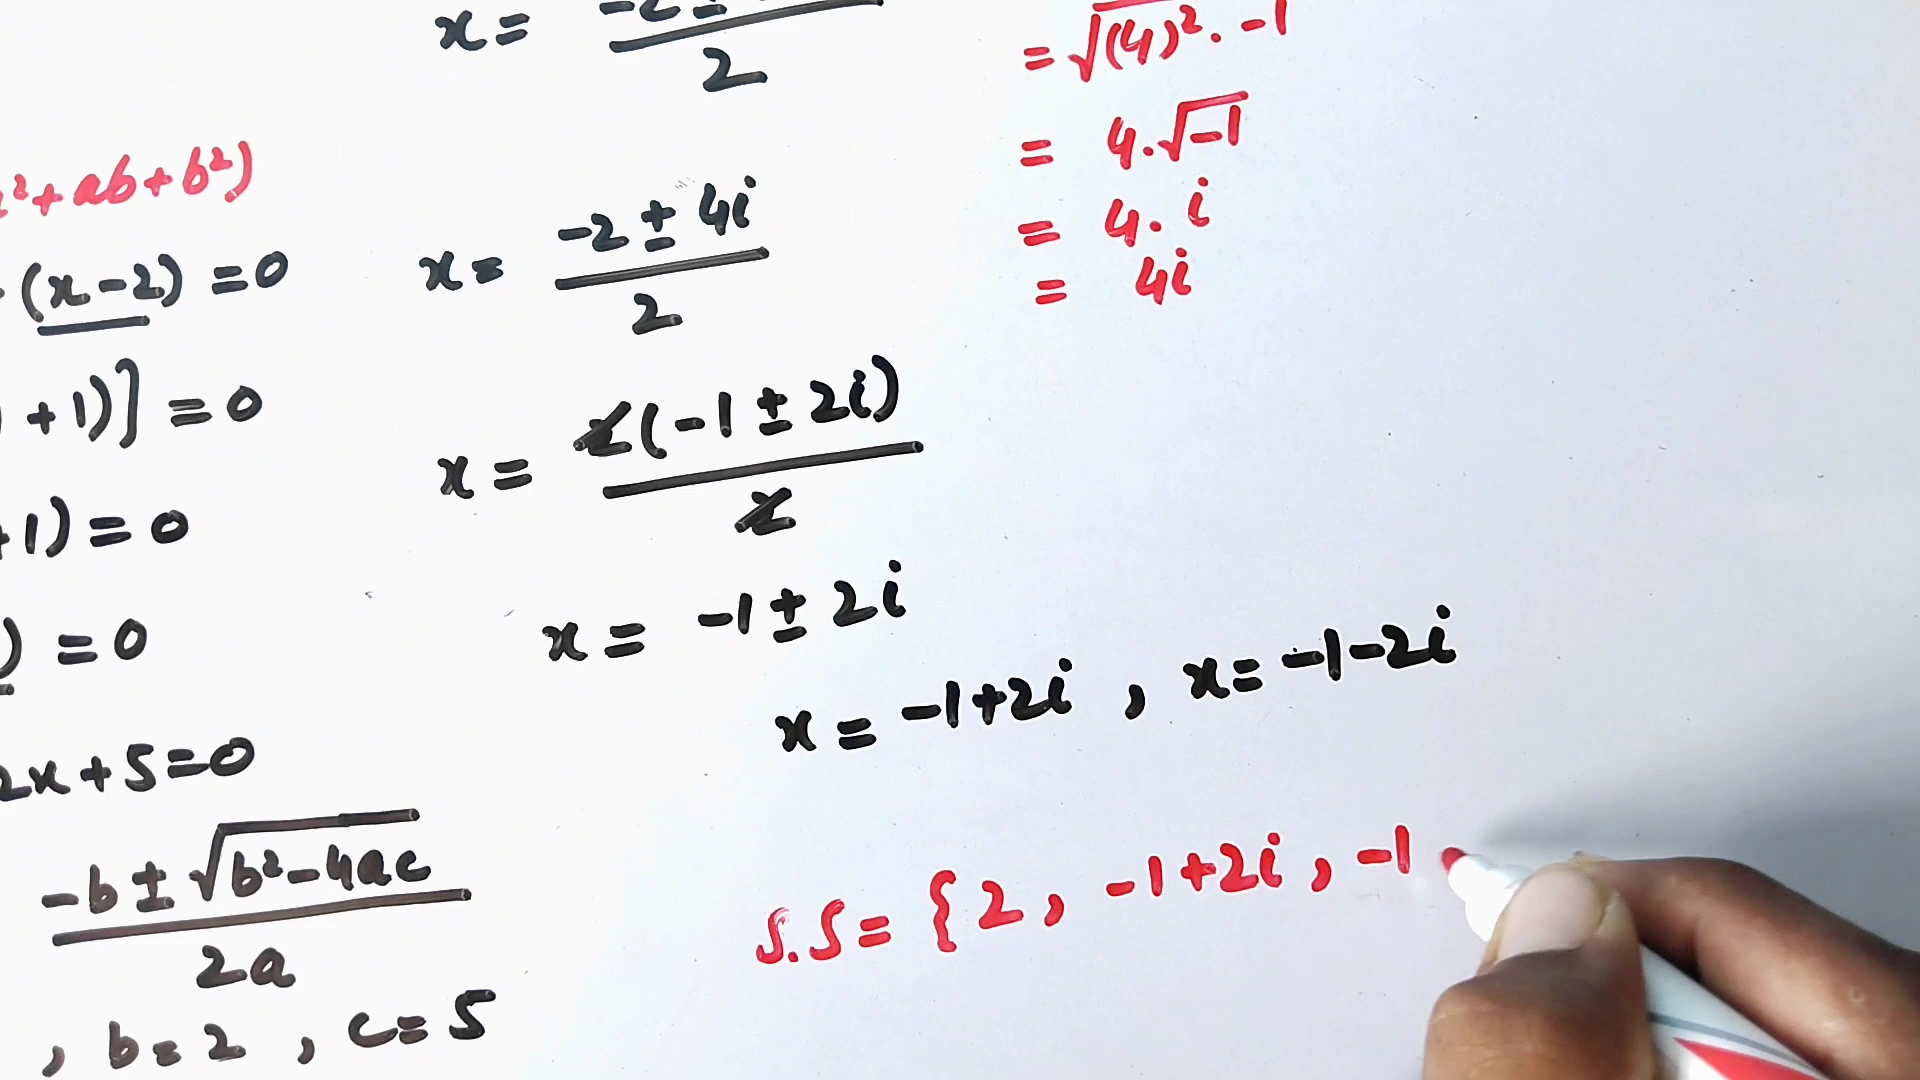 ²+ab+b²)
(x-2) =0
+1)] =0
+1)=0
) =0
2x+5=0
-b±√b²-4ac
2a
, b=2 , c=5
x=
2
x= -2±4i
2
x= 2(-1±2i)
2
x= -1±2i
x= -1+2i , x= -1-2i
=√(4)².-1
= 4.√-1
= 4.i
= 4i
S.S= {2, -1+2i, -1